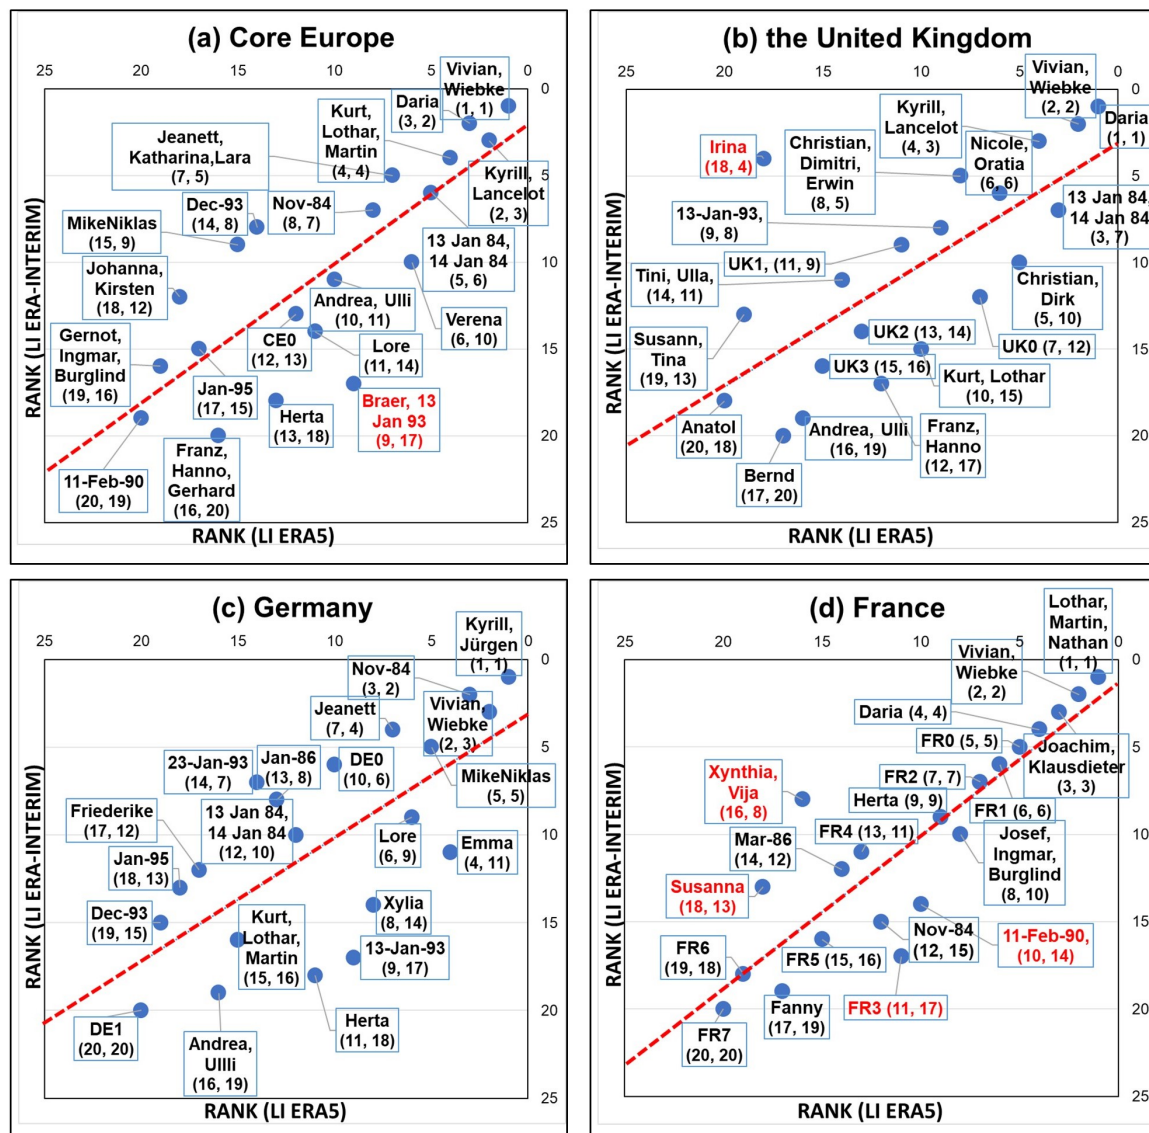 (a) Core Europe
25
20
15
10
5
0
0
5
10
15
20
25
RANK (LI ERA-INTERIM)
RANK (LI ERA5)
Vivian,
Wiebke
(1, 1)
Daria
(3, 2)
Kurt,
Lothar,
Martin
(4, 4)
Jeanett,
Katharina,Lara
(7, 5)
Kyrill,
Lancelot
(2, 3)
Nov-84
(8, 7)
Dec-93
(14, 8)
MikeNiklas
(15, 9)
13 Jan 84,
14 Jan 84
(5, 6)
Johanna,
Kirsten
(18, 12)
Andrea, Ulli
(10, 11)
Verena
(6, 10)
Gernot,
Ingmar,
Burglind
(19, 16)
CE0
(12, 13)
Lore
(11, 14)
Jan-95
(17, 15)
Herta
(13, 18)
Braer, 13
Jan 93
(9, 17)
11-Feb-90
(20, 19)
Franz,
Hanno,
Gerhard
(16, 20)
(b) the United Kingdom
25
20
15
10
5
0
0
5
10
15
20
25
RANK (LI ERA-INTERIM)
RANK (LI ERA5)
Vivian,
Wiebke
(2, 2)
Daria
(1, 1)
Kyrill,
Lancelot
(4, 3)
Irina
(18, 4)
Christian,
Dimitri,
Erwin
(8, 5)
Nicole,
Oratia
(6, 6)
13 Jan 84,
14 Jan 84
(3, 7)
13-Jan-93,
(9, 8)
UK1, (11, 9)
Tini, Ulla,
(14, 11)
Christian,
Dirk
(5, 10)
Susann,
Tina
(19, 13)
UK2 (13, 14)
UK0 (7, 12)
UK3 (15, 16)
Kurt, Lothar
(10, 15)
Anatol
(20, 18)
Andrea, Ulli
(16, 19)
Franz,
Hanno
(12, 17)
Bernd
(17, 20)
(c) Germany
25
20
15
10
5
0
0
5
10
15
20
25
RANK (LI ERA-INTERIM)
RANK (LI ERA5)
Kyrill,
Jürgen
(1, 1)
Nov-84
(3, 2)
Jeanett
(7, 4)
Vivian,
Wiebke
(2, 3)
23-Jan-93
(14, 7)
Jan-86
(13, 8)
DE0
(10, 6)
MikeNiklas
(5, 5)
Friederike
(17, 12)
13 Jan 84,
14 Jan 84
(12, 10)
Lore
(6, 9)
Emma
(4, 11)
Jan-95
(18, 13)
Dec-93
(19, 15)
Kurt,
Lothar,
Martin
(15, 16)
Xylia
(8, 14)
13-Jan-93
(9, 17)
DE1
(20, 20)
Andrea,
Ullli
(16, 19)
Herta
(11, 18)
(d) France
25
20
15
10
5
0
0
5
10
15
20
25
RANK (LI ERA-INTERIM)
RANK (LI ERA5)
Lothar,
Martin,
Nathan
(1, 1)
Vivian,
Wiebke
(2, 2)
Daria (4, 4)
FR0 (5, 5)
Joachim,
Klausdieter
(3, 3)
Xynthia,
Vija
(16, 8)
FR2 (7, 7)
Herta (9, 9)
FR1 (6, 6)
Mar-86
(14, 12)
FR4 (13, 11)
Josef,
Ingmar,
Burglind
(8, 10)
Susanna
(18, 13)
FR6
(19, 18)
FR5 (15, 16)
Nov-84
(12, 15)
11-Feb-90,
(10, 14)
FR7
(20, 20)
Fanny
(17, 19)
FR3 (11, 17)